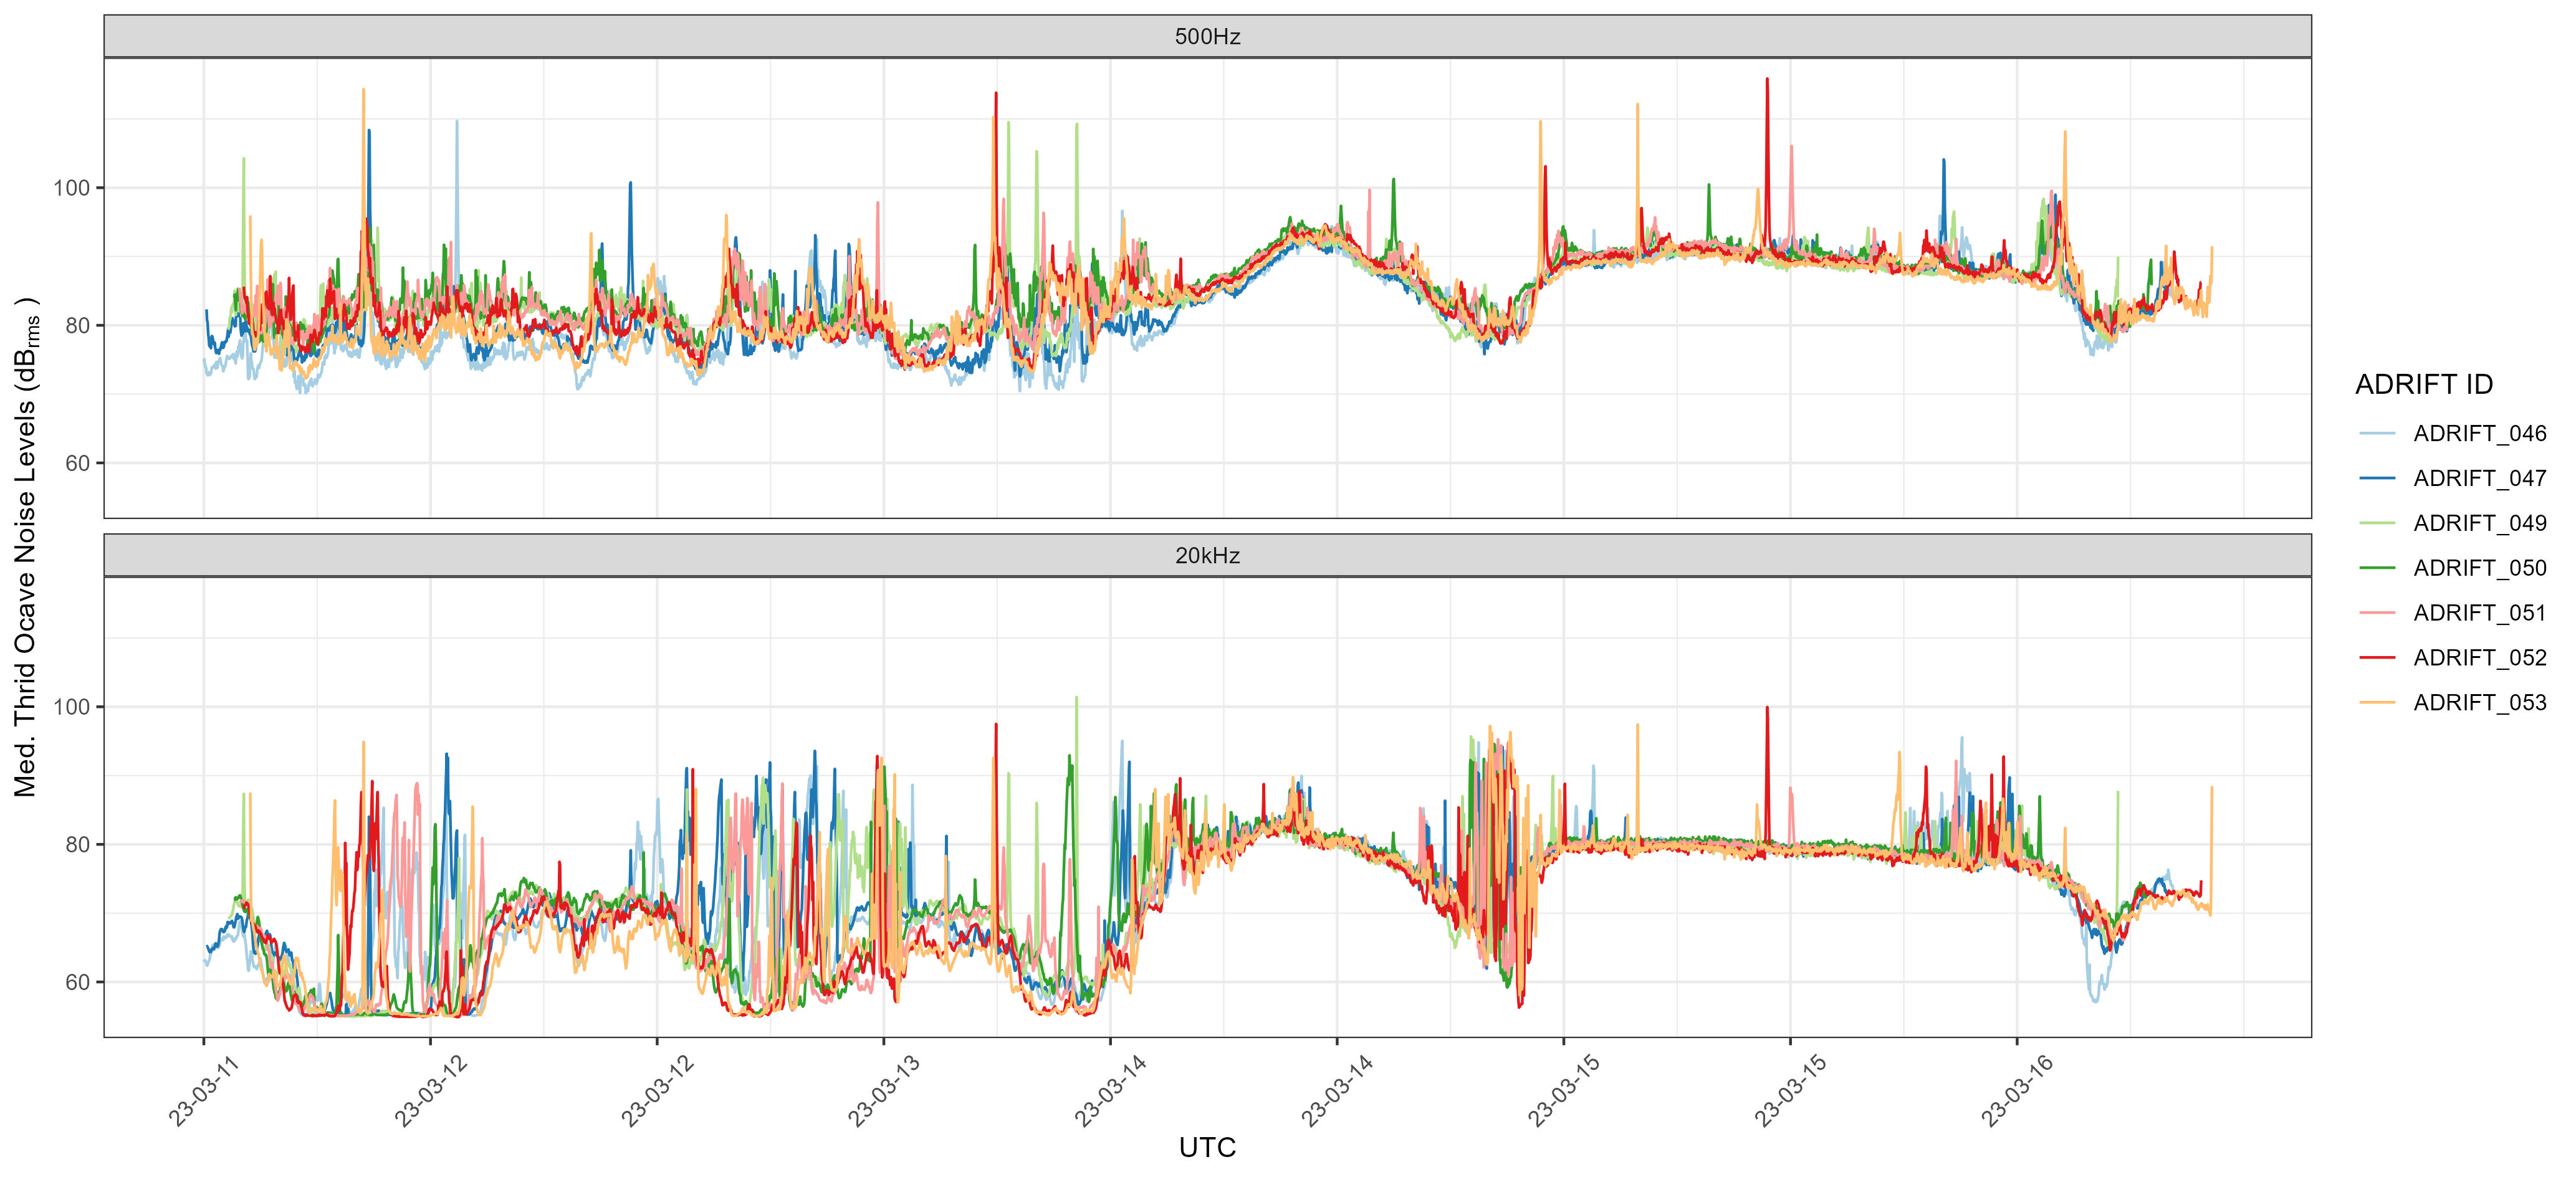 500Hz
100
80
60
20kHz
100
80
60
Med. Thrid Ocave Noise Levels (dBrms )
23-03-11
23-03-12
23-03-12
23-03-13
23-03-14
23-03-14
23-03-15
23-03-15
23-03-16
UTC
ADRIFT ID
ADRIFT_046
ADRIFT_047
ADRIFT_049
ADRIFT_050
ADRIFT_051
ADRIFT_052
ADRIFT_053